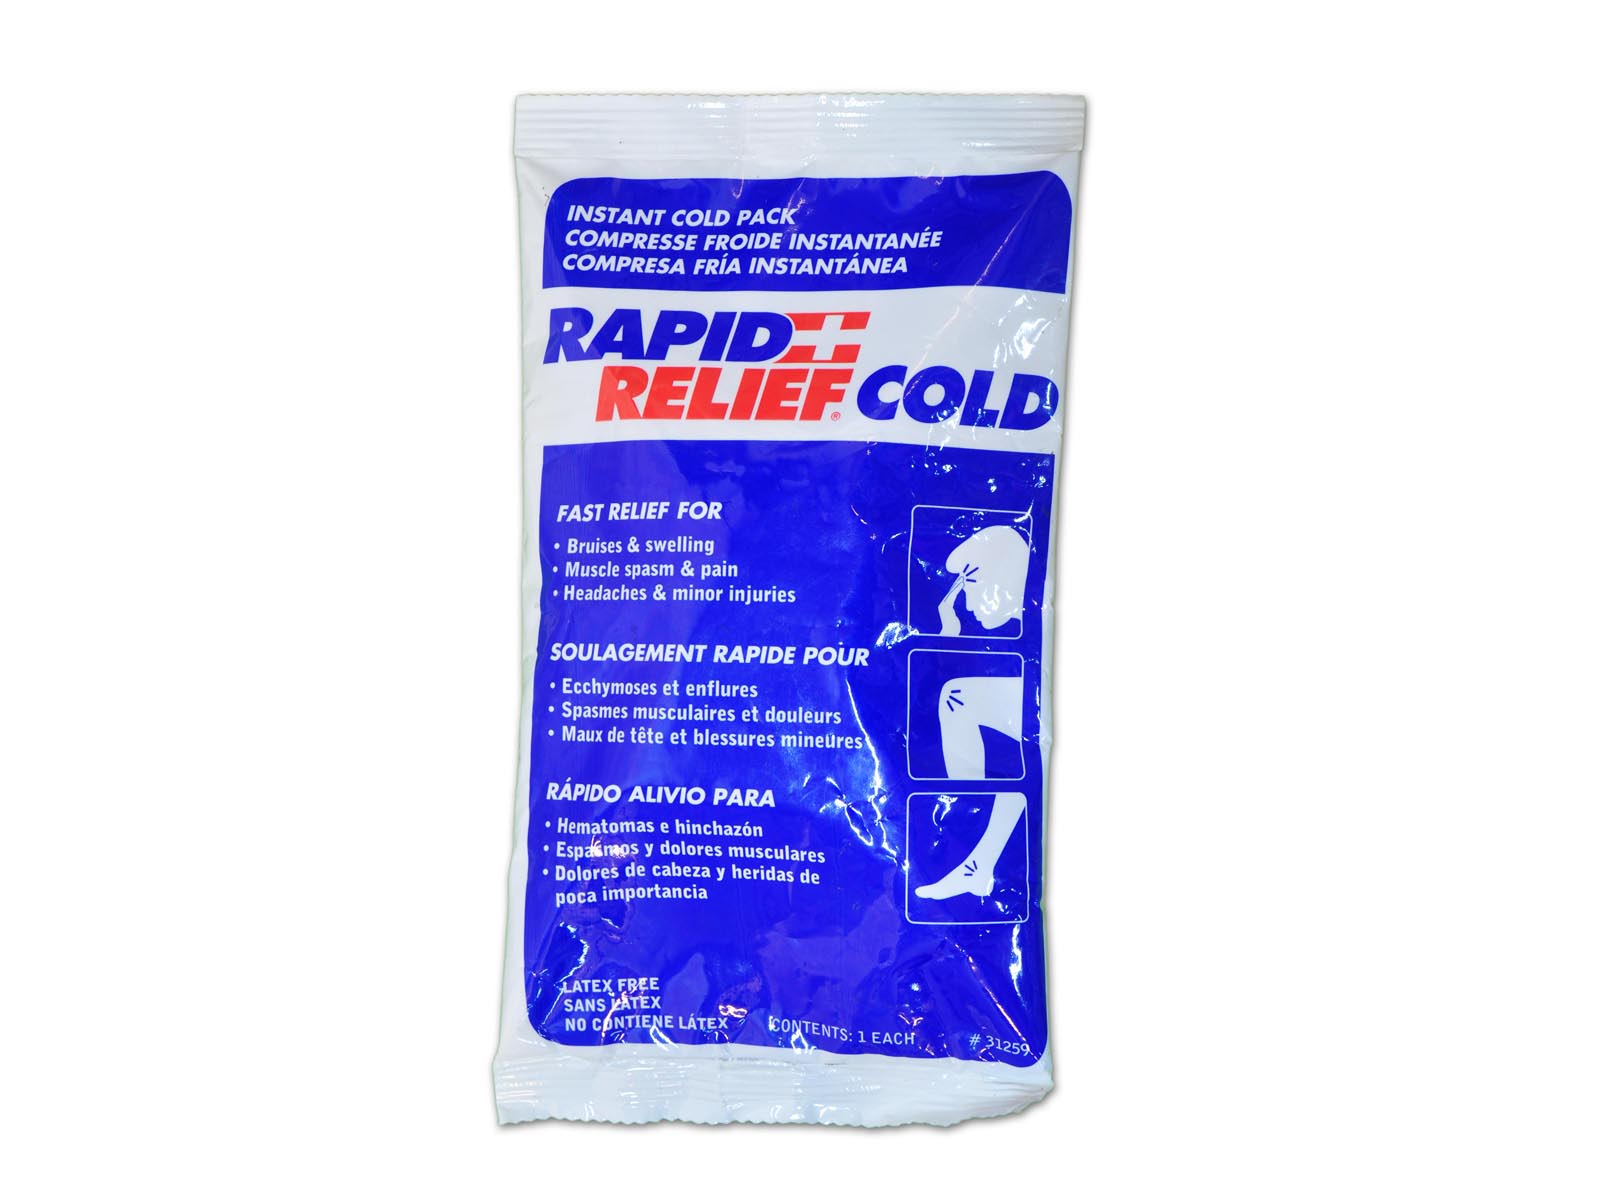 INSTANT COLD PACK
COMPRESSE FROIDE INSTANTANÉE
COMPRESA FRÍA INSTANTÁNEA
RAPID
RELIEF® COLD
FAST RELIEF FOR
• Bruises & swelling
• Muscle spasm & pain
• Headaches & minor injuries
SOULAGEMENT RAPIDE POUR
• Ecchymoses et enflures
• Spasmes musculaires et douleurs
• Maux de tête et blessures mineures
RÁPIDO ALIVIO PARA
• Hematomas e hinchazón
• Espasmos y dolores musculares
• Dolores de cabeza y heridas de
poca importancia
LATEX FREE
SANS LATEX
NO CONTIENE LÁTEX
CONTENTS: 1 EACH
# 31259